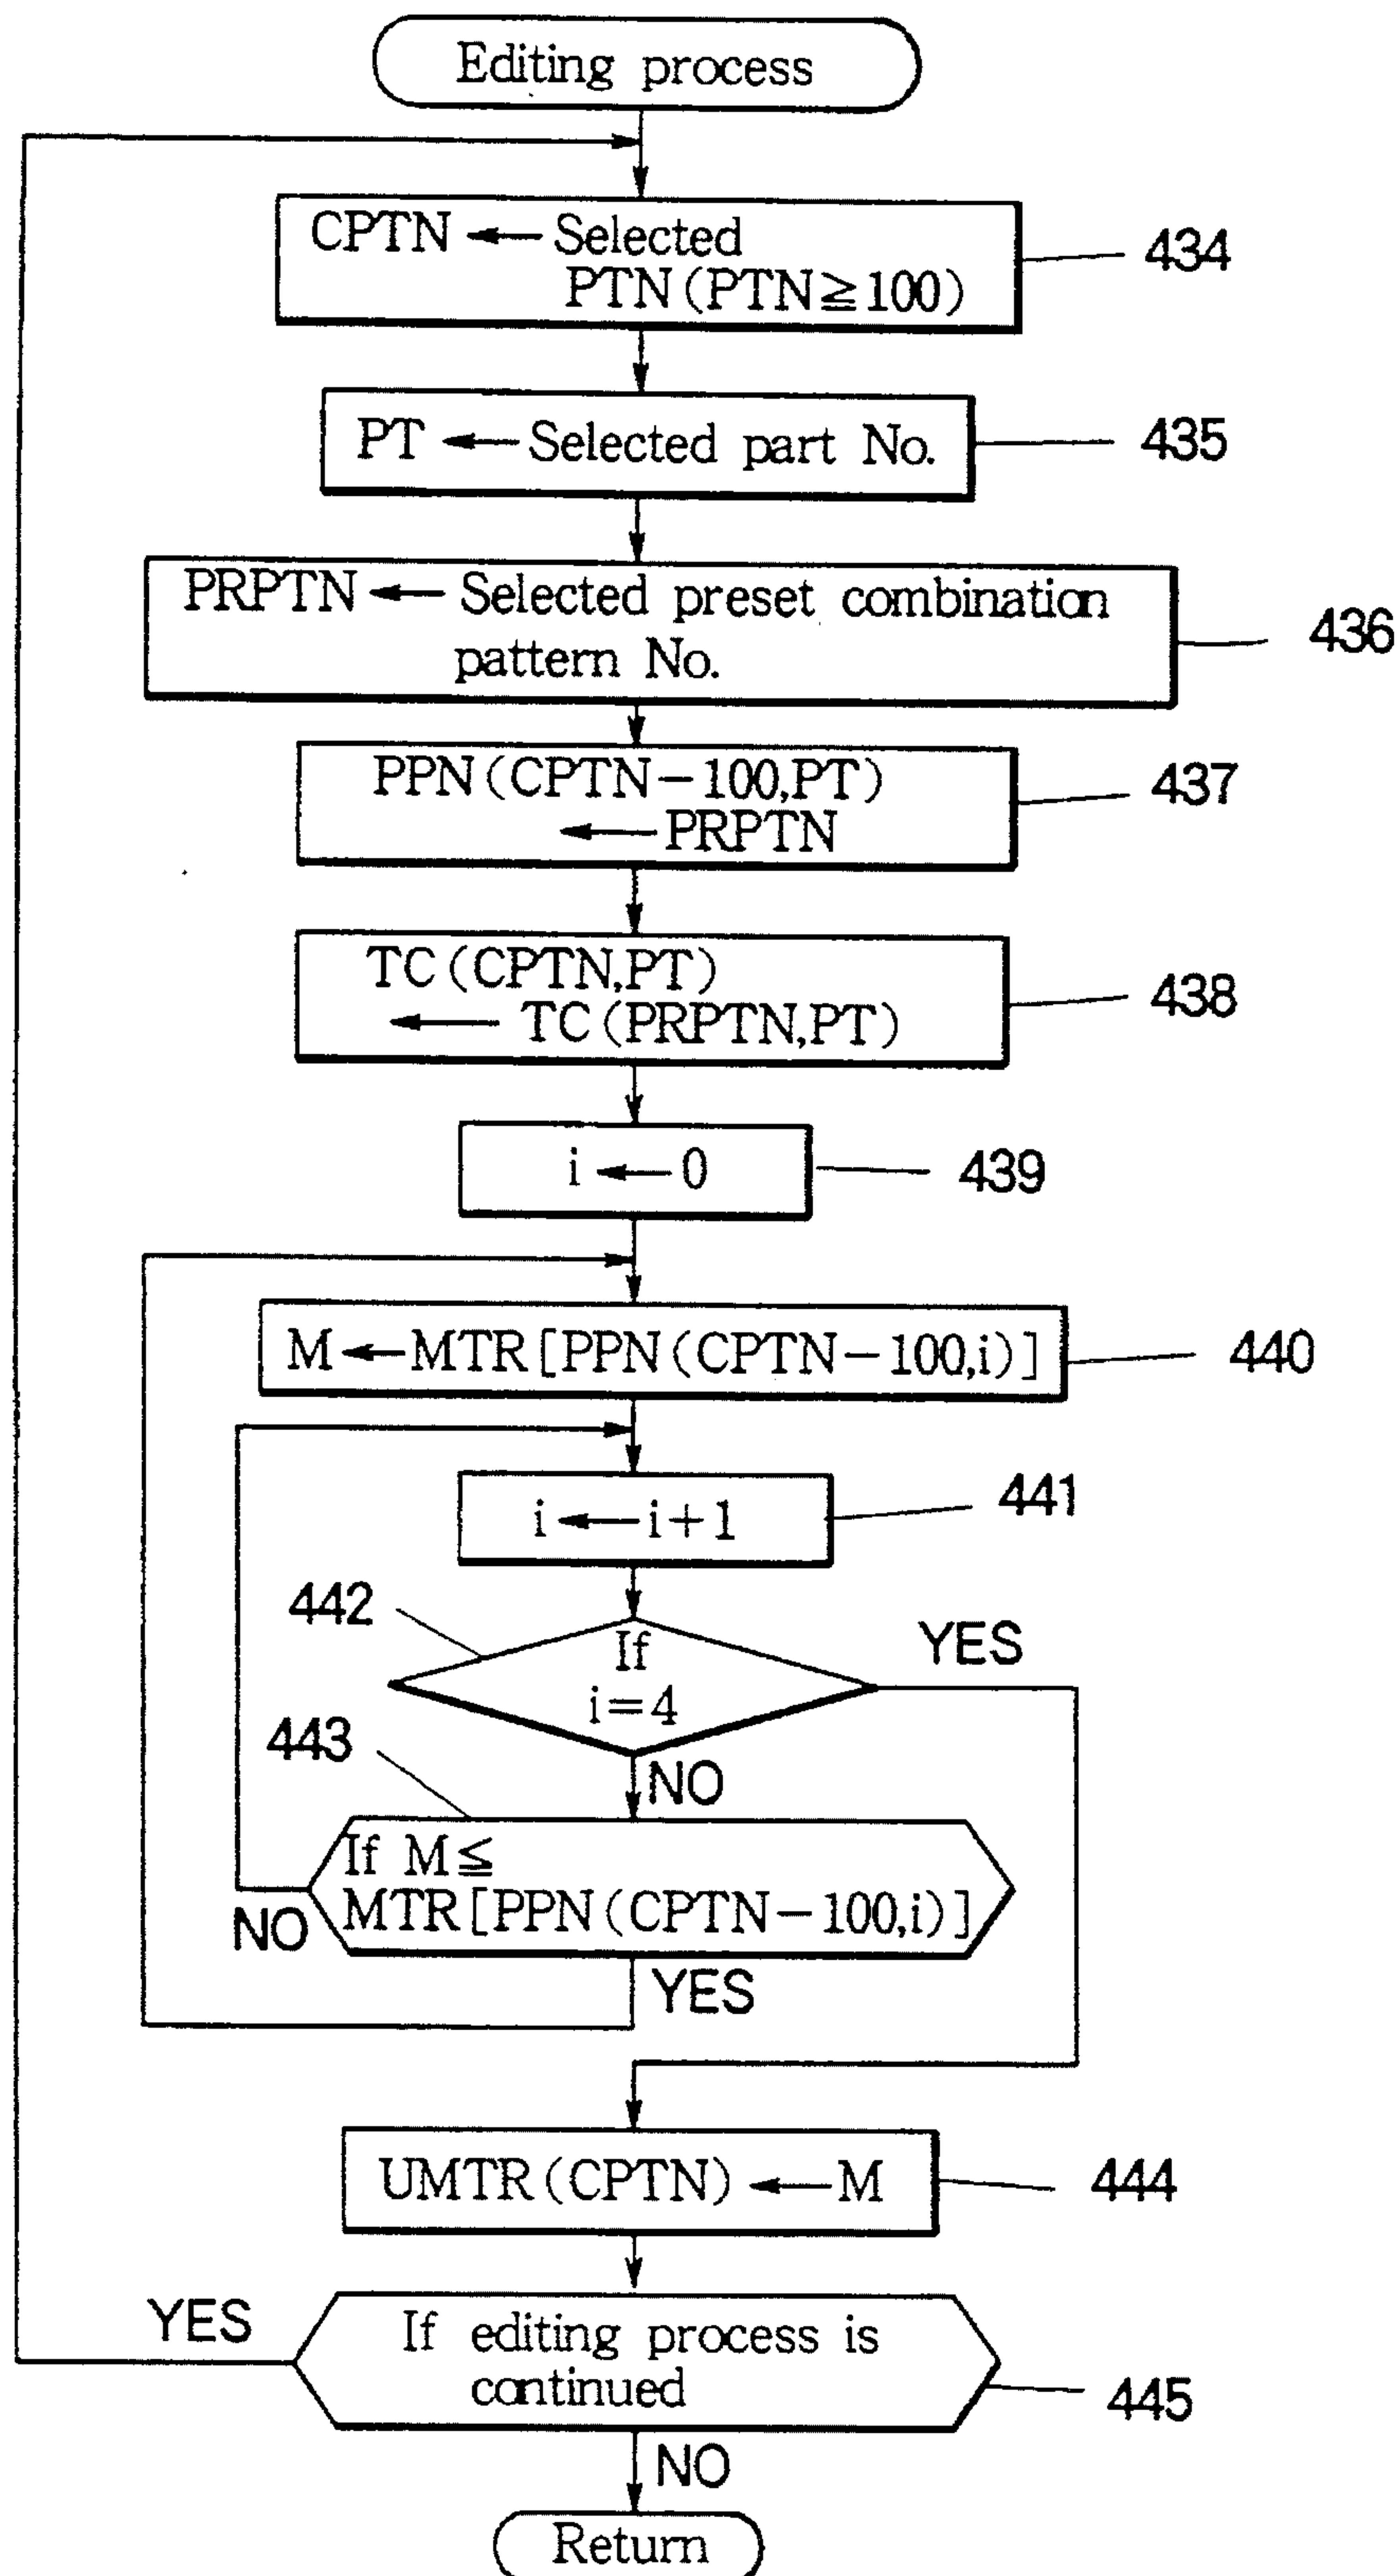 Editing process
CPTN ← Selected
PTN (PTN ≧ 100)
434
PT ← Selected part No.
435
PRPTN ← Selected preset combination
pattern No.
436
PPN (CPTN − 100,PT)
← PRPTN
437
TC (CPTN,PT)
← TC (PRPTN,PT)
438
i ← 0
439
M ← MTR [PPN (CPTN − 100,i)]
440
i ← i + 1
441
442
If
i = 4
YES
NO
443
If M ≦
MTR [PPN (CPTN − 100,i)]
NO
YES
UMTR (CPTN) ← M
444
YES
If editing process is
continued
445
NO
Return